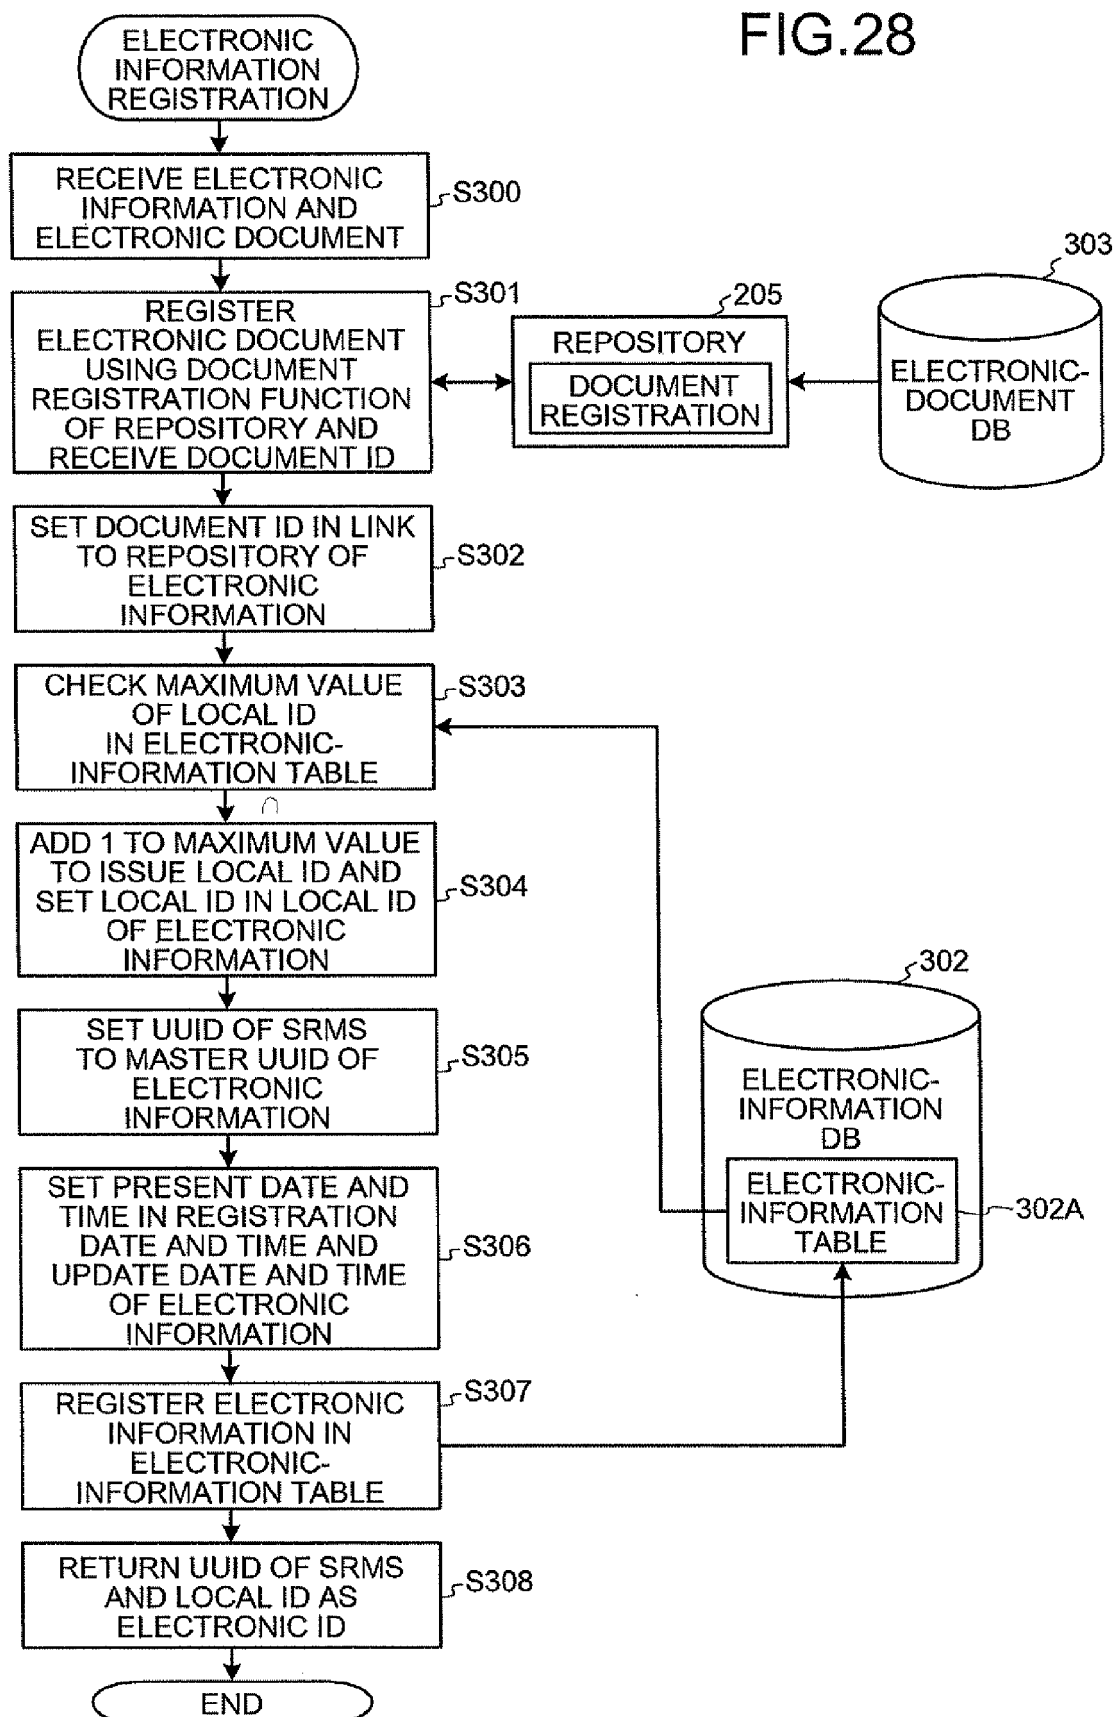 FIG.28
ELECTRONIC
INFORMATION
REGISTRATION
RECEIVE ELECTRONIC
INFORMATION AND
ELECTRONIC DOCUMENT
S300
REGISTER
ELECTRONIC DOCUMENT
USING DOCUMENT
REGISTRATION FUNCTION
OF REPOSITORY AND
RECEIVE DOCUMENT ID
S301
205
REPOSITORY
DOCUMENT
REGISTRATION
303
ELECTRONIC-
DOCUMENT
DB
SET DOCUMENT ID IN LINK
TO REPOSITORY OF
ELECTRONIC
INFORMATION
S302
CHECK MAXIMUM VALUE
OF LOCAL ID
IN ELECTRONIC-
INFORMATION TABLE
S303
ADD 1 TO MAXIMUM VALUE
TO ISSUE LOCAL ID AND
SET LOCAL ID IN LOCAL ID
OF ELECTRONIC
INFORMATION
S304
SET UUID OF SRMS
TO MASTER UUID OF
ELECTRONIC
INFORMATION
S305
302
ELECTRONIC-
INFORMATION
DB
ELECTRONIC-
INFORMATION
TABLE
302A
SET PRESENT DATE AND
TIME IN REGISTRATION
DATE AND TIME AND
UPDATE DATE AND TIME
OF ELECTRONIC
INFORMATION
S306
REGISTER ELECTRONIC
INFORMATION IN
ELECTRONIC-
INFORMATION TABLE
S307
RETURN UUID OF SRMS
AND LOCAL ID AS
ELECTRONIC ID
S308
END